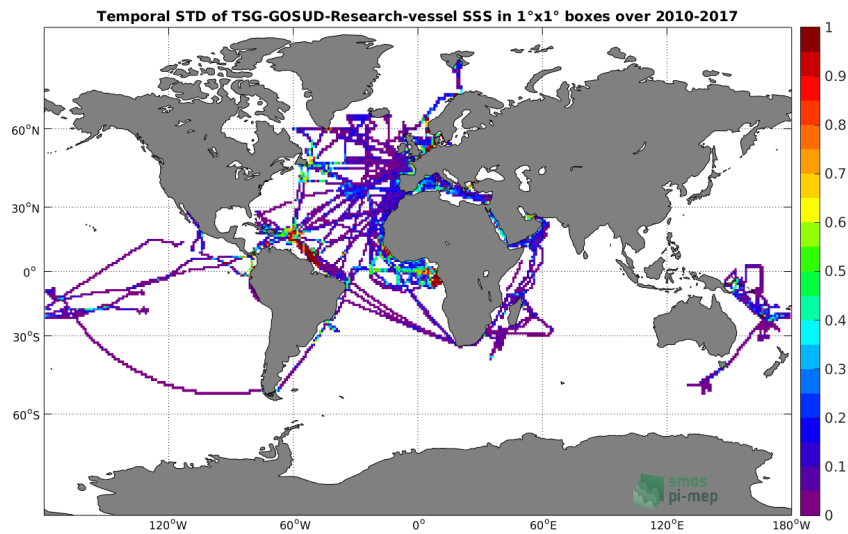 Temporal STD of TSG-GOSUD-Research-vessel SSS in 1°x1° boxes over 2010-2017
1
0.9
0.8
0.7
0.6
0.5
0.4
0.3
0.2
0.1
0
60°N
30°N
0°
30°S
60°S
120°W
60°W
0°
60°E
120°E
180°W
smos
pi-mep